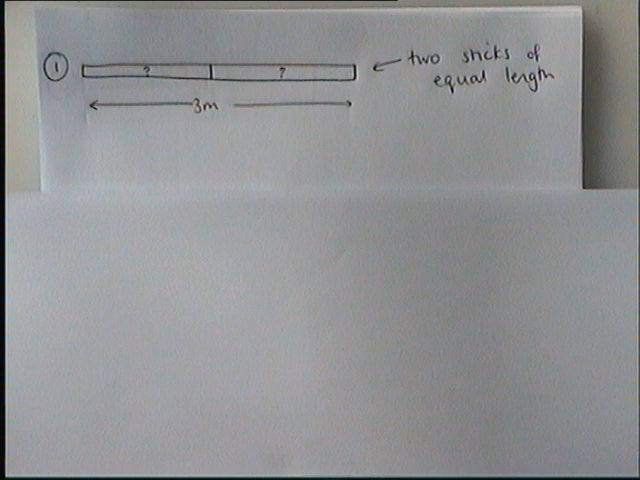 ① ? ? ← two sticks of
equal length
3m